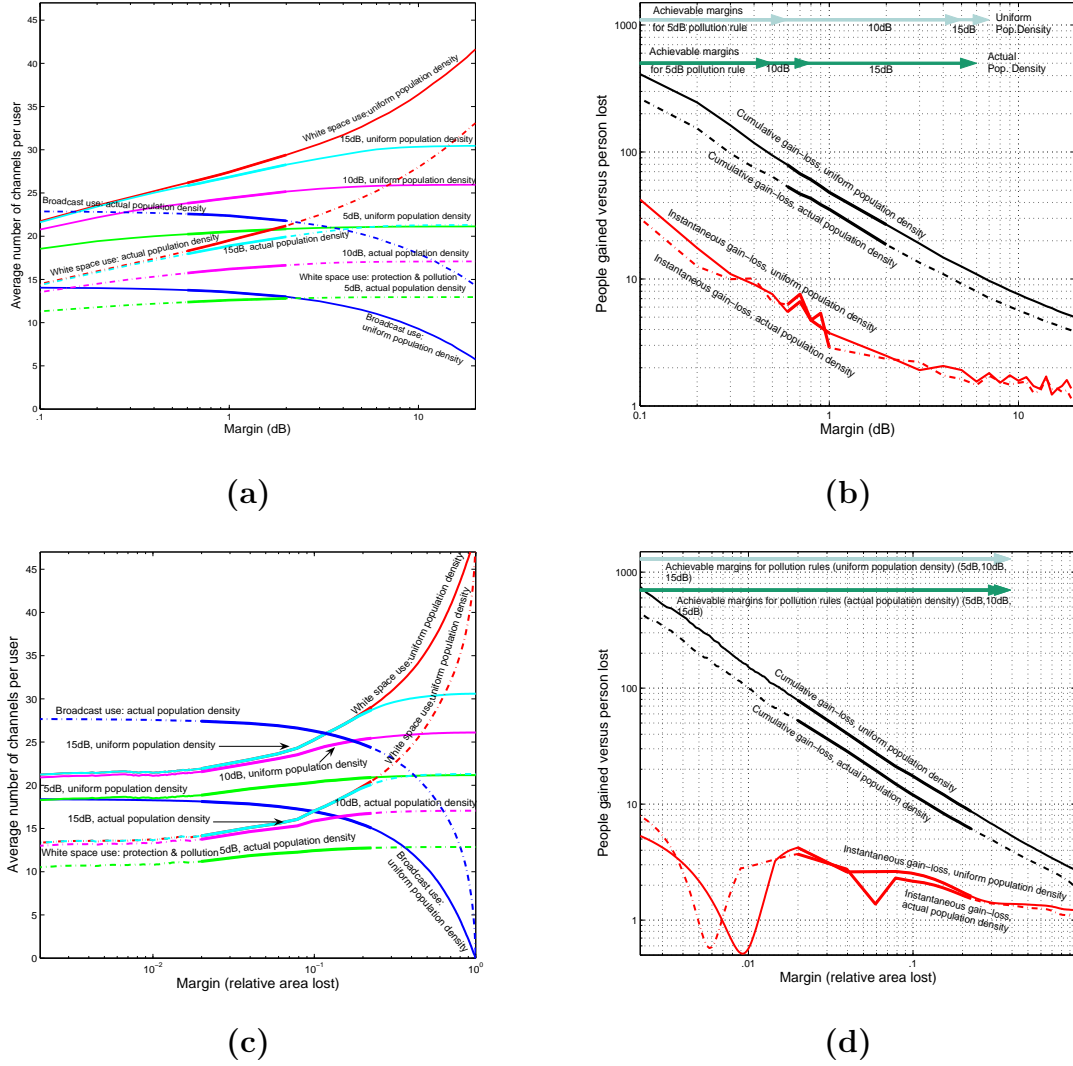 45
40
35
30
25
20
15
10
5
0
.1
1
10
Average number of channels per user
Margin (dB)
White space use:uniform population density
15dB, uniform population density
10dB, uniform population density
Broadcast use: actual population density
5dB, uniform population density
White space use: actual population density
15dB, actual population density
10dB, actual population density
White space use: protection & pollution
5dB, actual population density
Broadcast use:
uniform population density
(a)
1000
100
10
1
0.1
1
10
People gained versus person lost
Margin (dB)
Achievable margins
for 5dB pollution rule
10dB
15dB
Uniform
Pop.Density
Achievable margins
for 5dB pollution rule
10dB
15dB
Actual
Pop. Density
Cumulative gain−loss, uniform population density
Cumulative gain−loss, actual population density
Instantaneous gain−loss, uniform population density
Instantaneous gain−loss, actual population density
(b)
45
40
35
30
25
20
15
10
5
0
10−2
10−1
100
Average number of channels per user
Margin (relative area lost)
White space use:uniform population density
White space use:uniform population density
Broadcast use: actual population density
15dB, uniform population density
10dB, uniform population density
5dB, uniform population density
10dB, actual population density
15dB, actual population density
White space use: protection & pollution
5dB, actual population density
Broadcast use:
uniform population density
(c)
1000
100
10
1
.01
.1
People gained versus person lost
Margin (relative area lost)
Achievable margins for pollution rules (uniform population density) (5dB,10dB,
15dB)
Achievable margins for pollution rules (actual population density) (5dB,10dB,
15dB)
Cumulative gain−loss, uniform population density
Cumulative gain−loss, actual population density
Instantaneous gain−loss, uniform population density
Instantaneous gain−loss,
actual population density
(d)